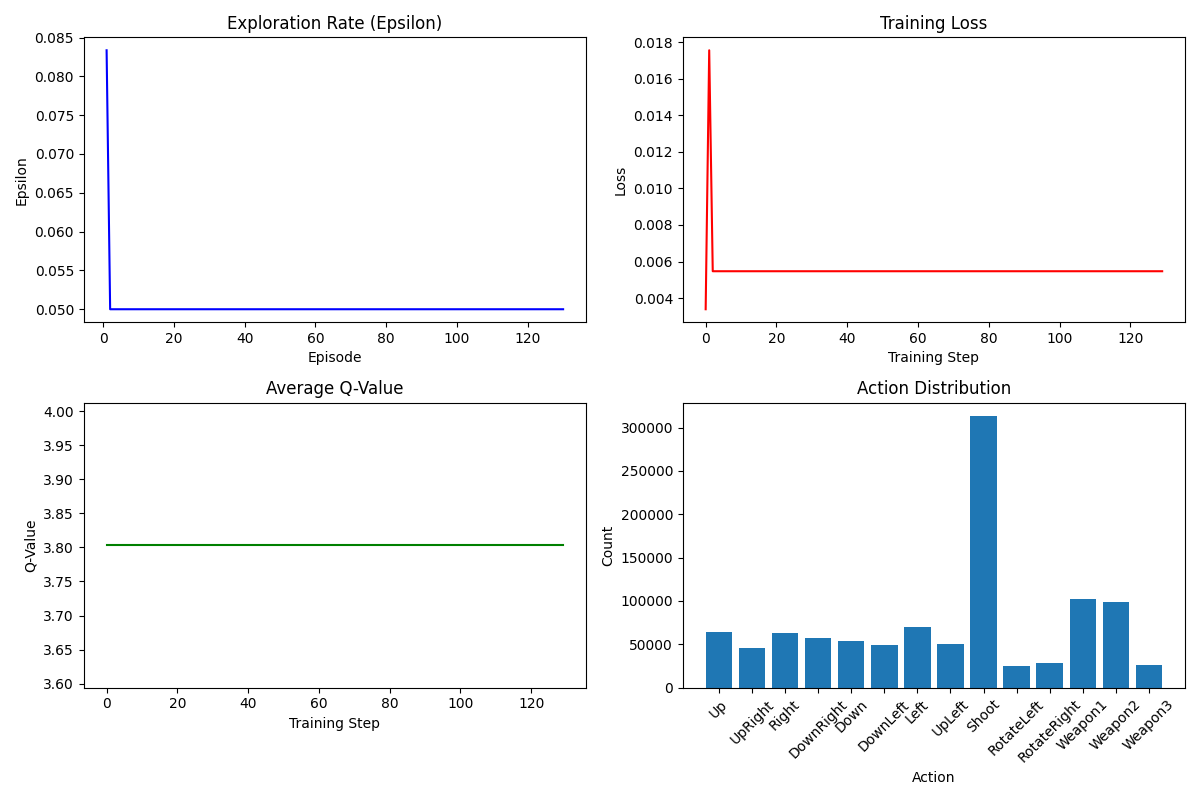 Exploration Rate (Epsilon)
0.085
0.080
0.075
0.070
0.065
0.060
0.055
0.050
Epsilon
0 20 40 60 80 100 120
Episode
Training Loss
0.018
0.016
0.014
0.012
0.010
0.008
0.006
0.004
Loss
0 20 40 60 80 100 120
Training Step
Average Q-Value
4.00
3.95
3.90
3.85
3.80
3.75
3.70
3.65
3.60
Q-Value
0 20 40 60 80 100 120
Training Step
Action Distribution
300000
250000
200000
150000
100000
50000
0
Count
Up
UpRight
Right
DownRight
Down
DownLeft
Left
UpLeft
Shoot
RotateLeft
RotateRight
Weapon1
Weapon2
Weapon3
Action